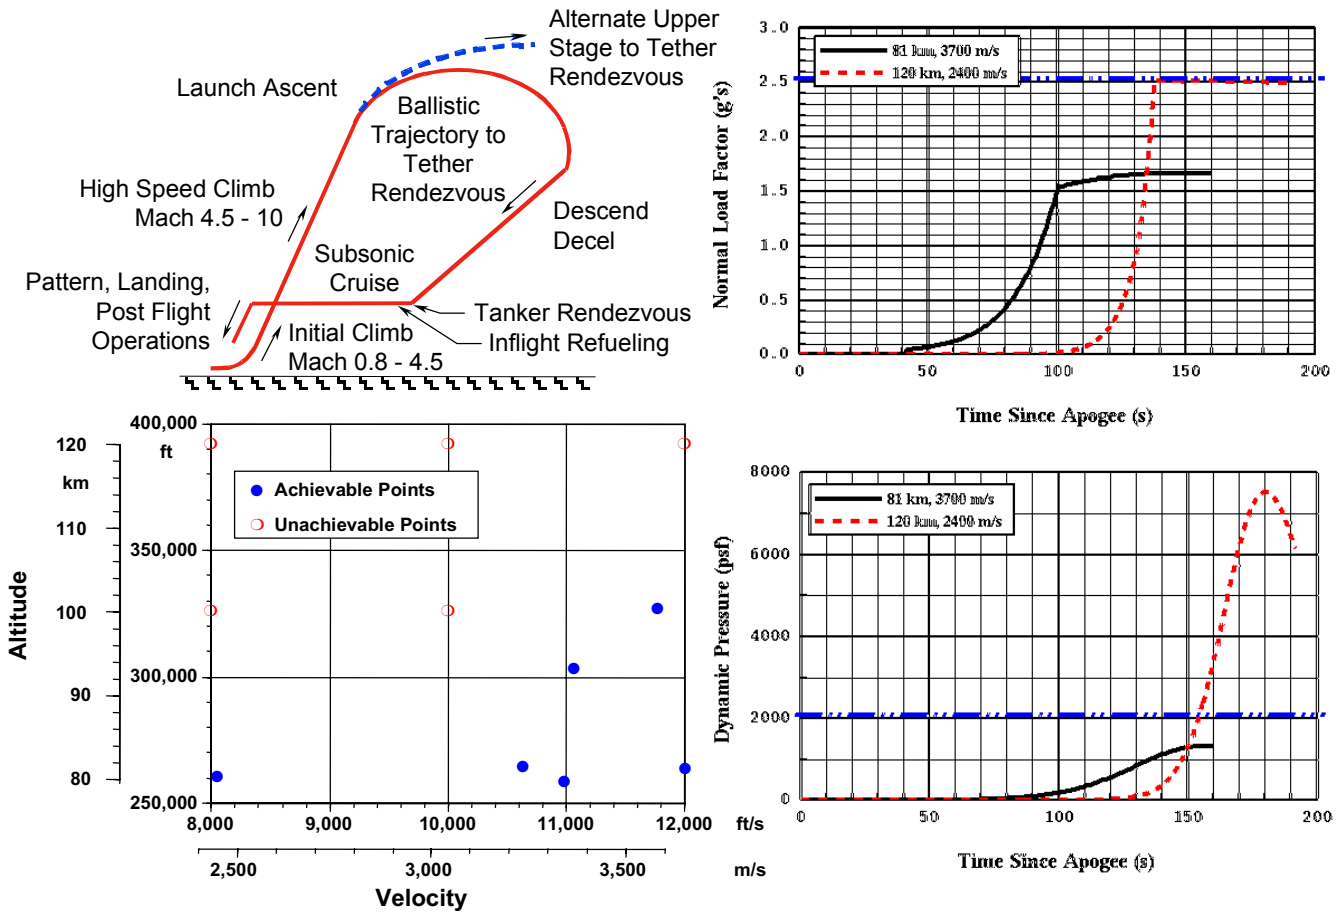 Alternate Upper
Stage to Tether
Rendezvous
Launch Ascent
Ballistic
Trajectory to
Tether
Rendezvous
High Speed Climb
Mach 4.5 - 10
Descend
Decel
Subsonic
Cruise
Pattern, Landing,
Post Flight
Operations
Tanker Rendezvous
Inflight Refueling
Initial Climb
Mach 0.8 - 4.5
3.0
2.5
2.0
1.5
1.0
0.5
0.0
Normal Load Factor (g's)
81 km, 3700 m/s
120 km, 2400 m/s
0
50
100
150
200
Time Since Apogee (s)
Altitude
120
km
110
100
90
80
400,000
ft
350,000
300,000
250,000
Achievable Points
Unachievable Points
8,000
9,000
10,000
11,000
12,000
ft/s
2,500
3,000
3,500
m/s
Velocity
8000
6000
4000
2000
0
Dynamic Pressure (psf)
81 km, 3700 m/s
120 km, 2400 m/s
0
50
100
150
200
Time Since Apogee (s)